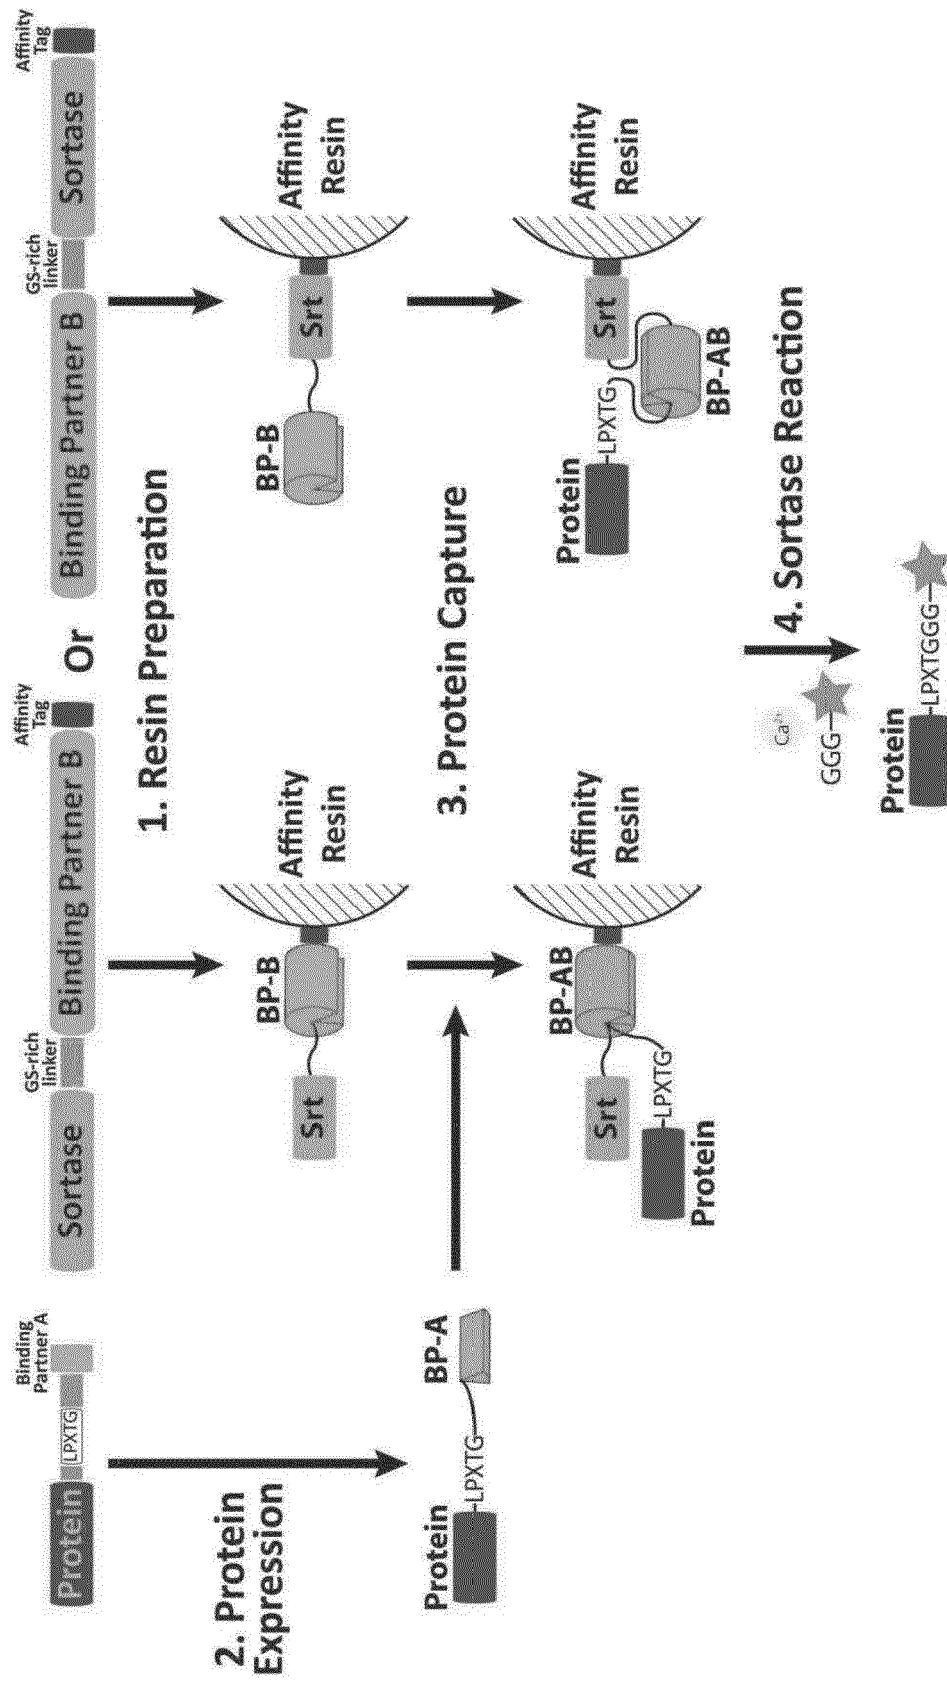 Protein
LPXTG
Binding
Partner A
Sortase
GS-rich
linker
Binding Partner B
Affinity
Tag
Or
Binding Partner B
GS-rich
linker
Sortase
Affinity
Tag
1. Resin Preparation
2. Protein
Expression
Srt
BP-B
Affinity
Resin
BP-B
Srt
Affinity
Resin
3. Protein Capture
Protein
LPXTG
BP-A
Srt
BP-AB
Affinity
Resin
LPXTG
Protein
Protein
LPXTG
Srt
BP-AB
Affinity
Resin
4. Sortase Reaction
Ca²⁺
GGG
Protein
LPXTGGG